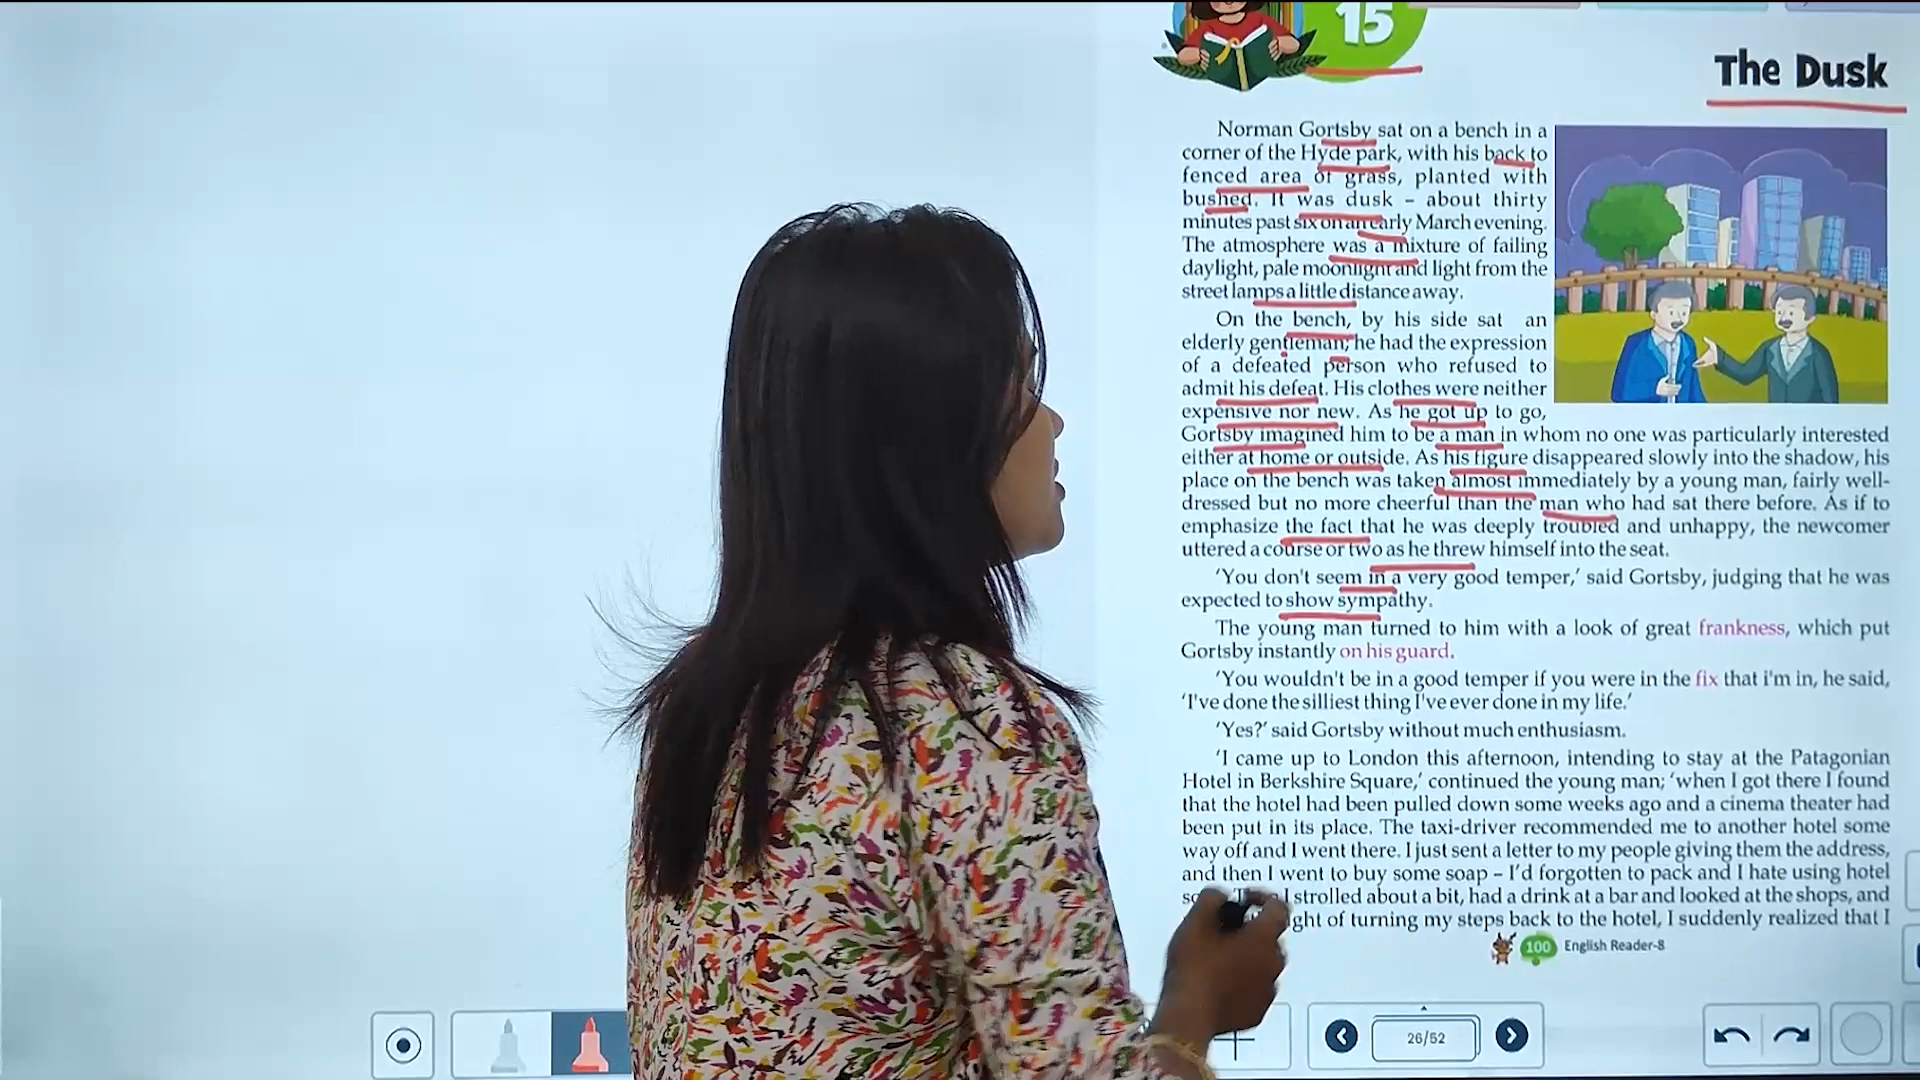 15
The Dusk
Norman Gortsby sat on a bench in a
corner of the Hyde park, with his back to
fenced area of grass, planted with
bushed. It was dusk – about thirty
minutes past six on an early March evening.
The atmosphere was a mixture of failing
daylight, pale moonlight and light from the
street lamps a little distance away.
On the bench, by his side sat an
elderly gentleman; he had the expression
of a defeated person who refused to
admit his defeat. His clothes were neither
expensive nor new. As he got up to go,
Gortsby imagined him to be a man in whom no one was particularly interested
either at home or outside. As his figure disappeared slowly into the shadow, his
place on the bench was taken almost immediately by a young man, fairly well-
dressed but no more cheerful than the man who had sat there before. As if to
emphasize the fact that he was deeply troubled and unhappy, the newcomer
uttered a course or two as he threw himself into the seat.
'You don't seem in a very good temper,' said Gortsby, judging that he was
expected to show sympathy.
The young man turned to him with a look of great frankness, which put
Gortsby instantly on his guard.
'You wouldn't be in a good temper if you were in the fix that i'm in, he said,
'I've done the silliest thing I've ever done in my life.'
'Yes?' said Gortsby without much enthusiasm.
'I came up to London this afternoon, intending to stay at the Patagonian
Hotel in Berkshire Square,' continued the young man; 'when I got there I found
that the hotel had been pulled down some weeks ago and a cinema theater had
been put in its place. The taxi-driver recommended me to another hotel some
way off and I went there. I just sent a letter to my people giving them the address,
and then I went to buy some soap – I'd forgotten to pack and I hate using hotel
I strolled about a bit, had a drink at a bar and looked at the shops, and
of turning my steps back to the hotel, I suddenly realized that I
100 English Reader-8
26/52